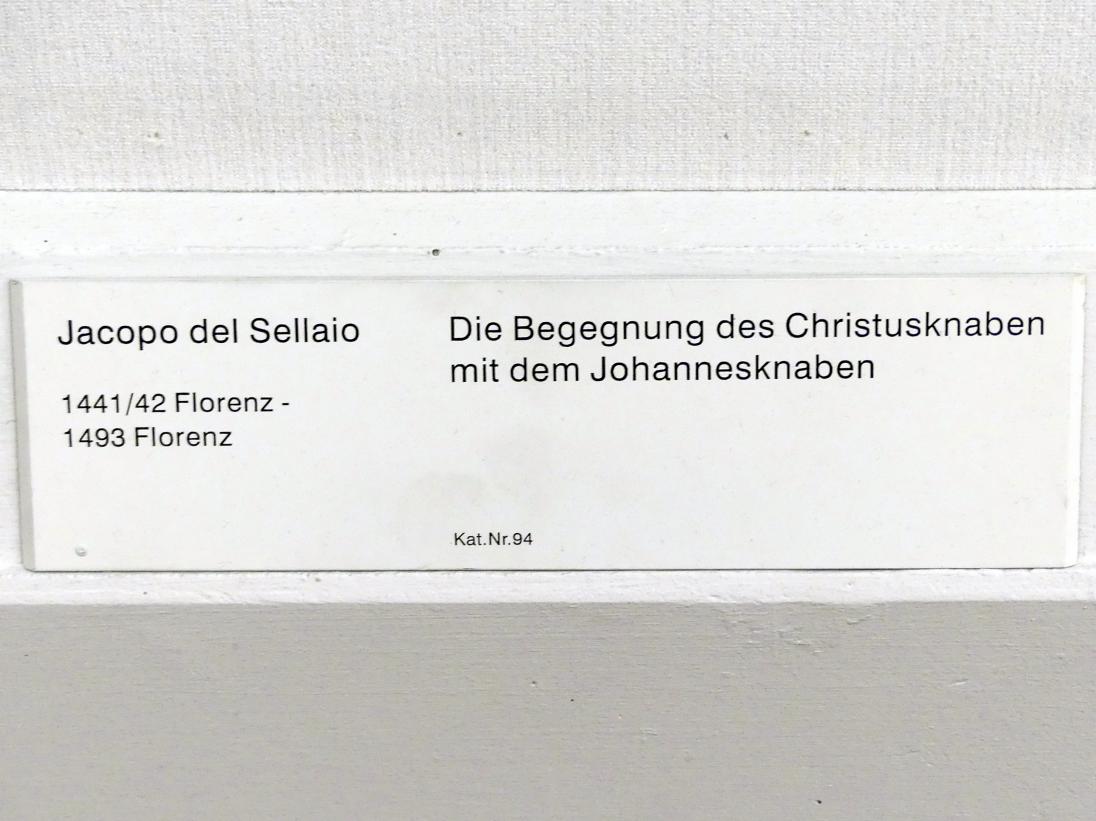 Jacopo del Sellaio
1441/42 Florenz -
1493 Florenz
Die Begegnung des Christusknaben
mit dem Johannesknaben
Kat.Nr.94